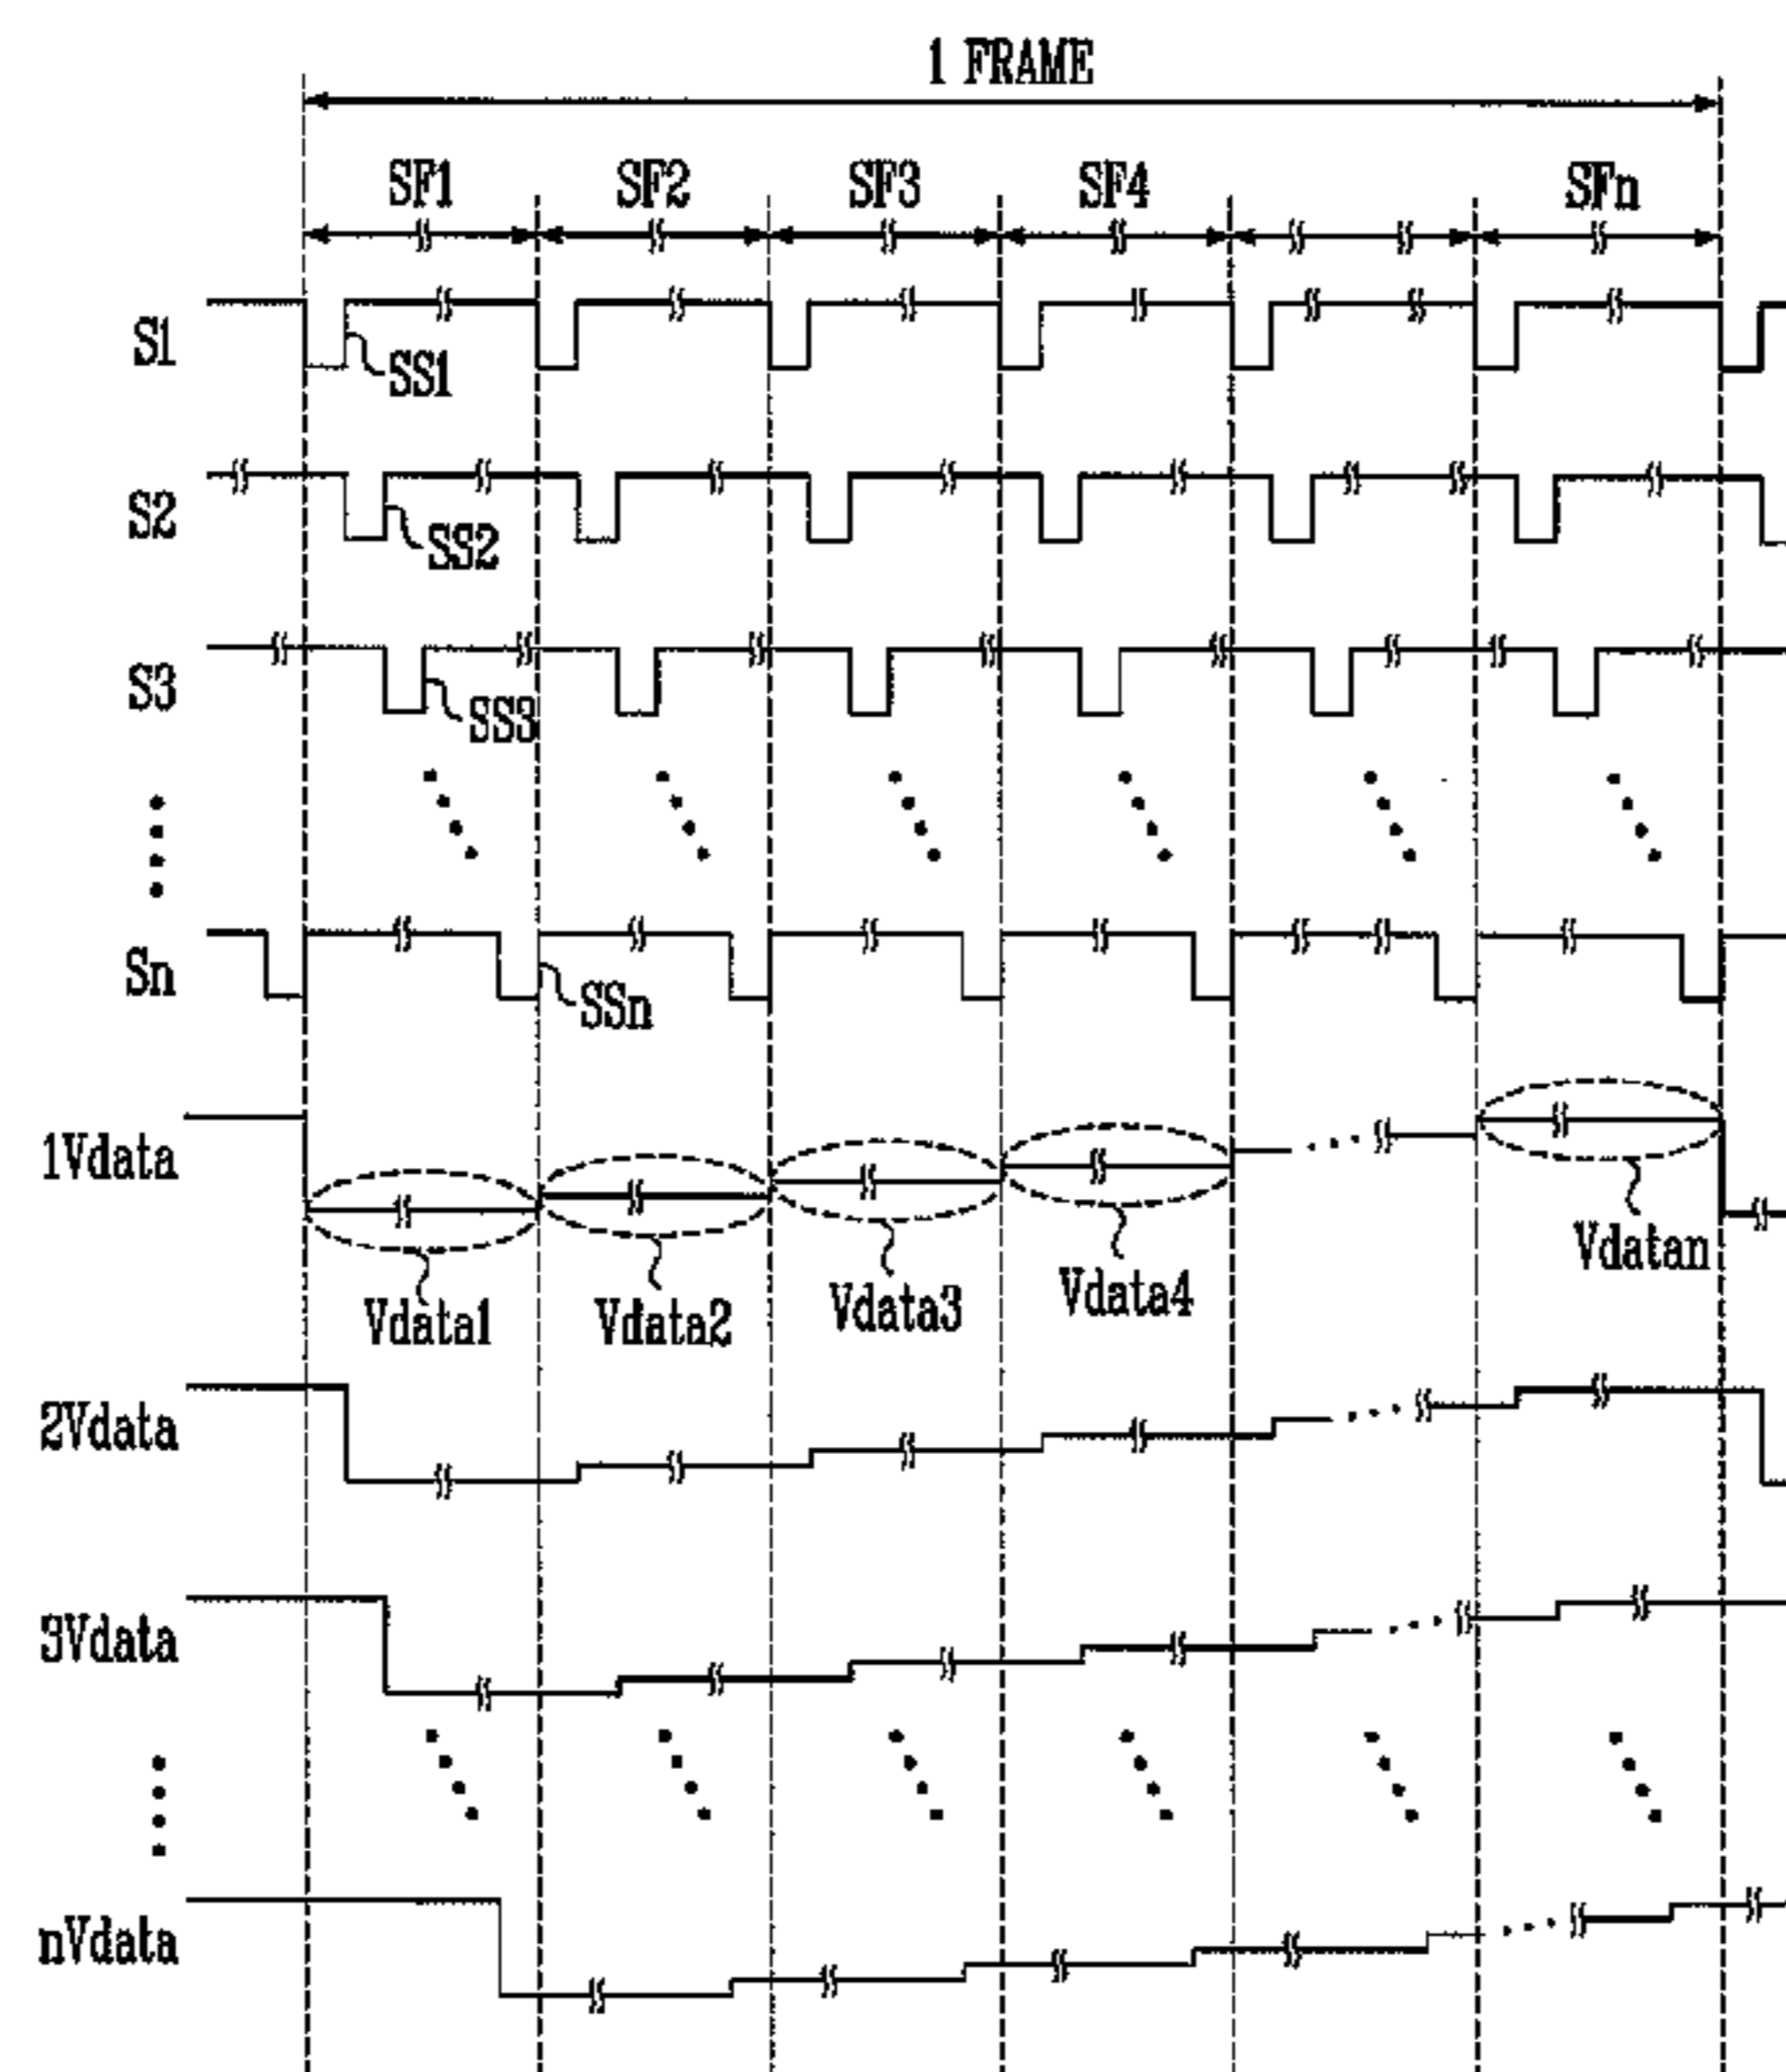 1 FRAME
SF1 SF2 SF3 SF4 SFn
S1
SS1
S2
SS2
S3
SS3
Sn
SSn
1Vdata
Vdata1 Vdata2 Vdata3 Vdata4 Vdatan
2Vdata
3Vdata
nVdata